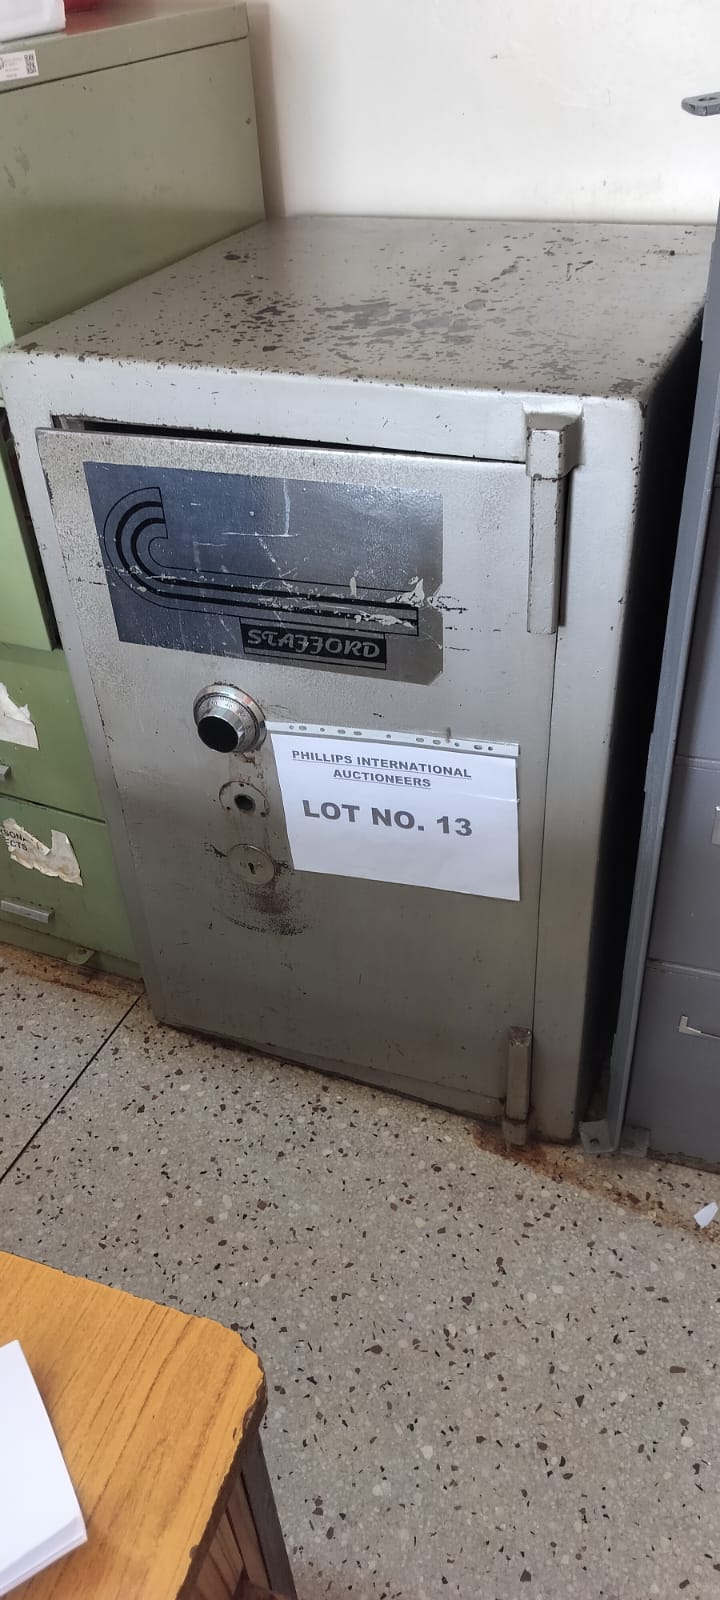 STAFFORD
PHILLIPS INTERNATIONAL
AUCTIONEERS
LOT NO. 13